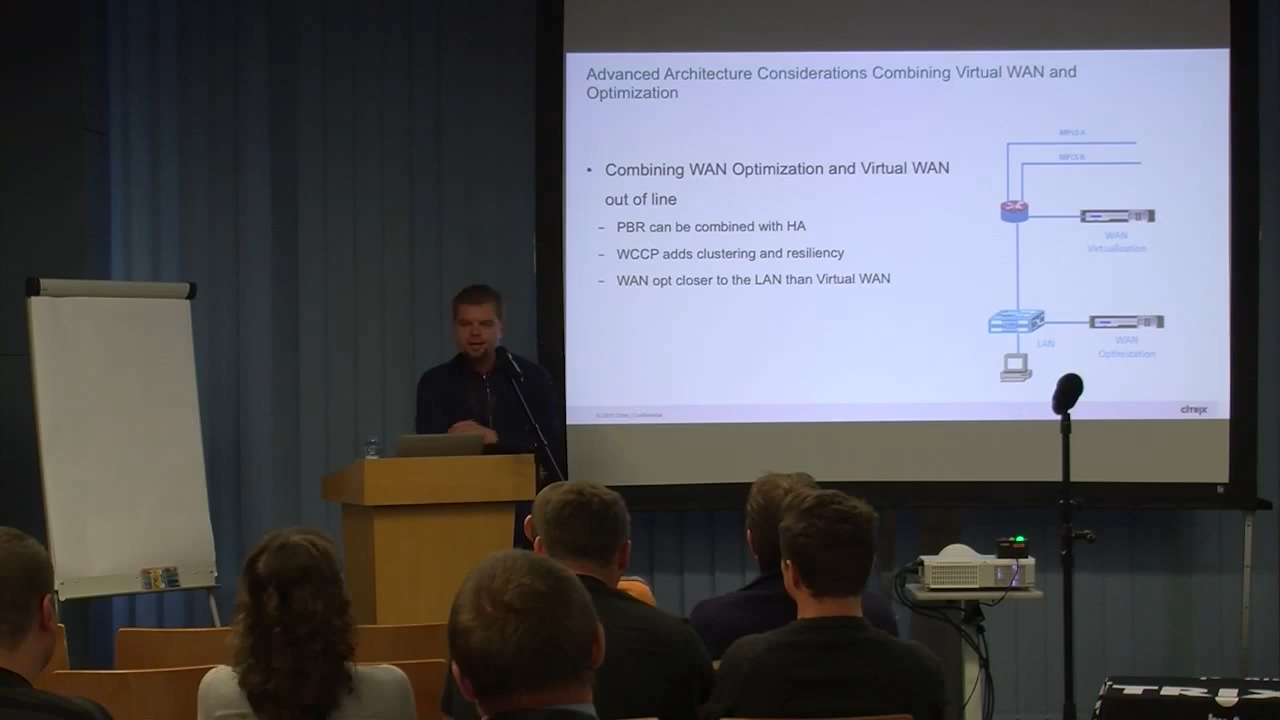 Advanced Architecture Considerations Combining Virtual WAN and
Optimization
• Combining WAN Optimization and Virtual WAN
out of line
– PBR can be combined with HA
– WCCP adds clustering and resiliency
– WAN opt closer to the LAN than Virtual WAN
MPLS A
MPLS B
WAN
Virtualization
LAN
WAN
Optimization
citrix
TRIX